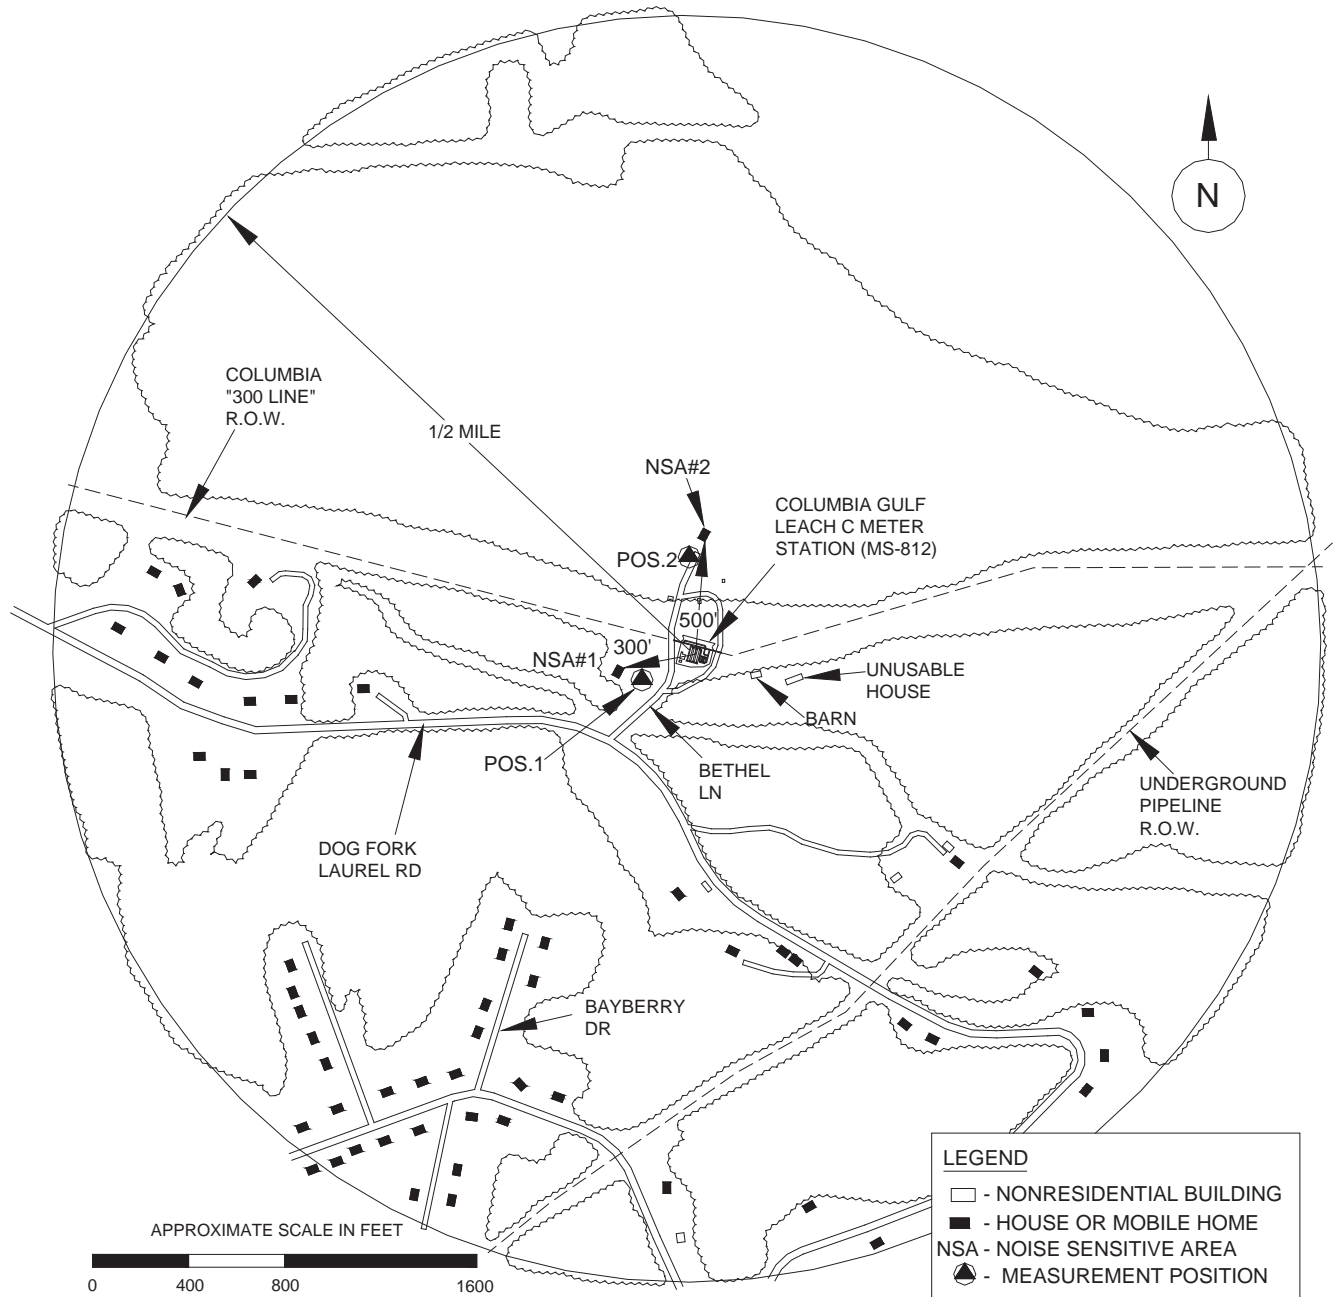 N
COLUMBIA
"300 LINE"
R.O.W.
1/2 MILE
NSA#2
COLUMBIA GULF
LEACH C METER
STATION (MS-812)
POS.2
500'
300'
NSA#1
UNUSABLE
HOUSE
BARN
POS.1
BETHEL
LN
UNDERGROUND
PIPELINE
R.O.W.
DOG FORK
LAUREL RD
BAYBERRY
DR
LEGEND
- NONRESIDENTIAL BUILDING
- HOUSE OR MOBILE HOME
NSA - NOISE SENSITIVE AREA
- MEASUREMENT POSITION
APPROXIMATE SCALE IN FEET
0 400 800 1600